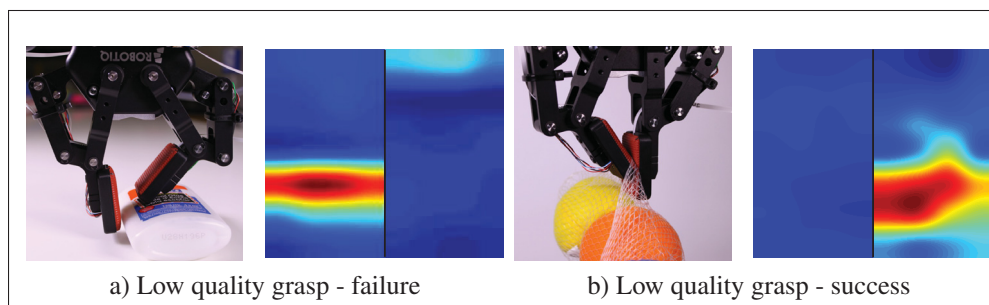 ROBOTIQ
a) Low quality grasp - failure
b) Low quality grasp - success